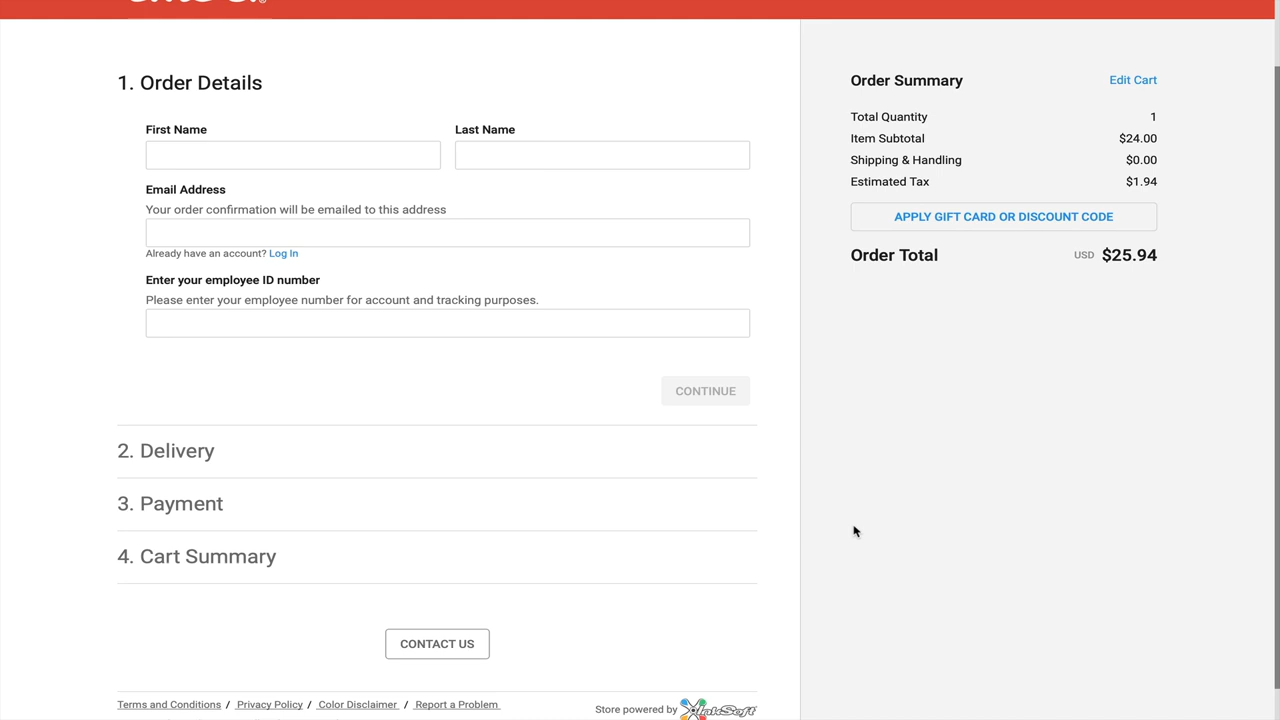 1. Order Details
First Name
Last Name
Email Address
Your order confirmation will be emailed to this address
Already have an account? Log In
Enter your employee ID number
Please enter your employee number for account and tracking purposes.
CONTINUE
2. Delivery
3. Payment
4. Cart Summary
CONTACT US
Terms and Conditions / Privacy Policy / Color Disclaimer / Report a Problem
Store powered by InkSoft
Order Summary
Edit Cart
Total Quantity 1
Item Subtotal $24.00
Shipping & Handling $0.00
Estimated Tax $1.94
APPLY GIFT CARD OR DISCOUNT CODE
Order Total USD $25.94